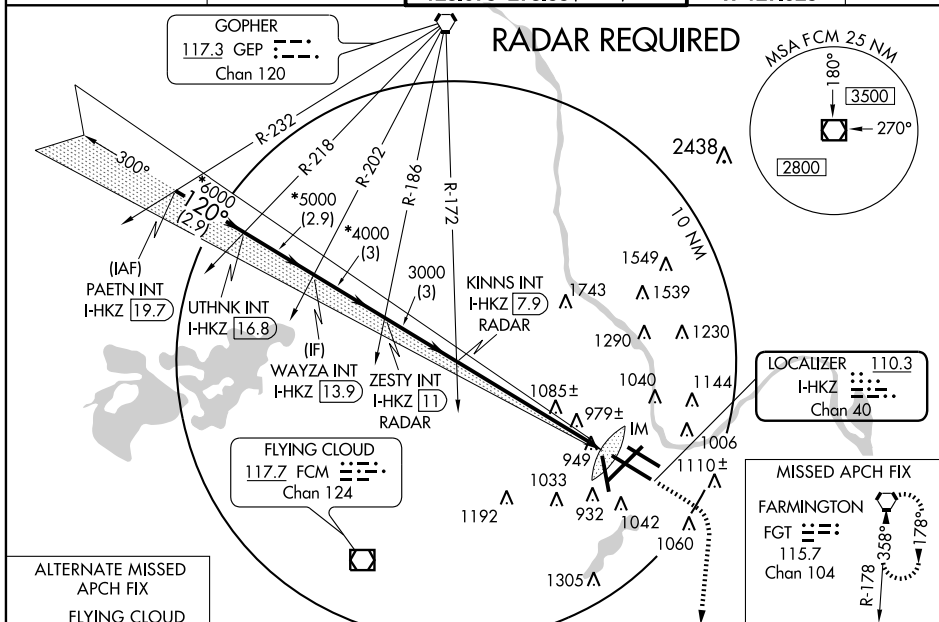 GOPHER
117.3 GEP
Chan 120
RADAR REQUIRED
MSA FCM 25 NM
180°
3500
270°
2800
2438
R-232
R-218
R-202
R-186
R-172
300°
*6000
120°
(2.9)
*5000
(2.9)
*4000
(3)
3000
(3)
10 NM
(IAF)
PAETN INT
I-HKZ 19.7
UTHNK INT
I-HKZ 16.8
(IF)
WAYZA INT
I-HKZ 13.9
ZESTY INT
I-HKZ 11
RADAR
KINNS INT
I-HKZ 7.9
RADAR
1549
1743
1539
1290
1230
1040
1144
1085±
979±
IM
949
1006
1110±
1033
932
1192
1042
1060
1305
LOCALIZER 110.3
I-HKZ
Chan 40
FLYING CLOUD
117.7 FCM
Chan 124
MISSED APCH FIX
FARMINGTON
FGT
115.7
Chan 104
358°
178°
R-178
ALTERNATE MISSED
APCH FIX
FLYING CLOUD